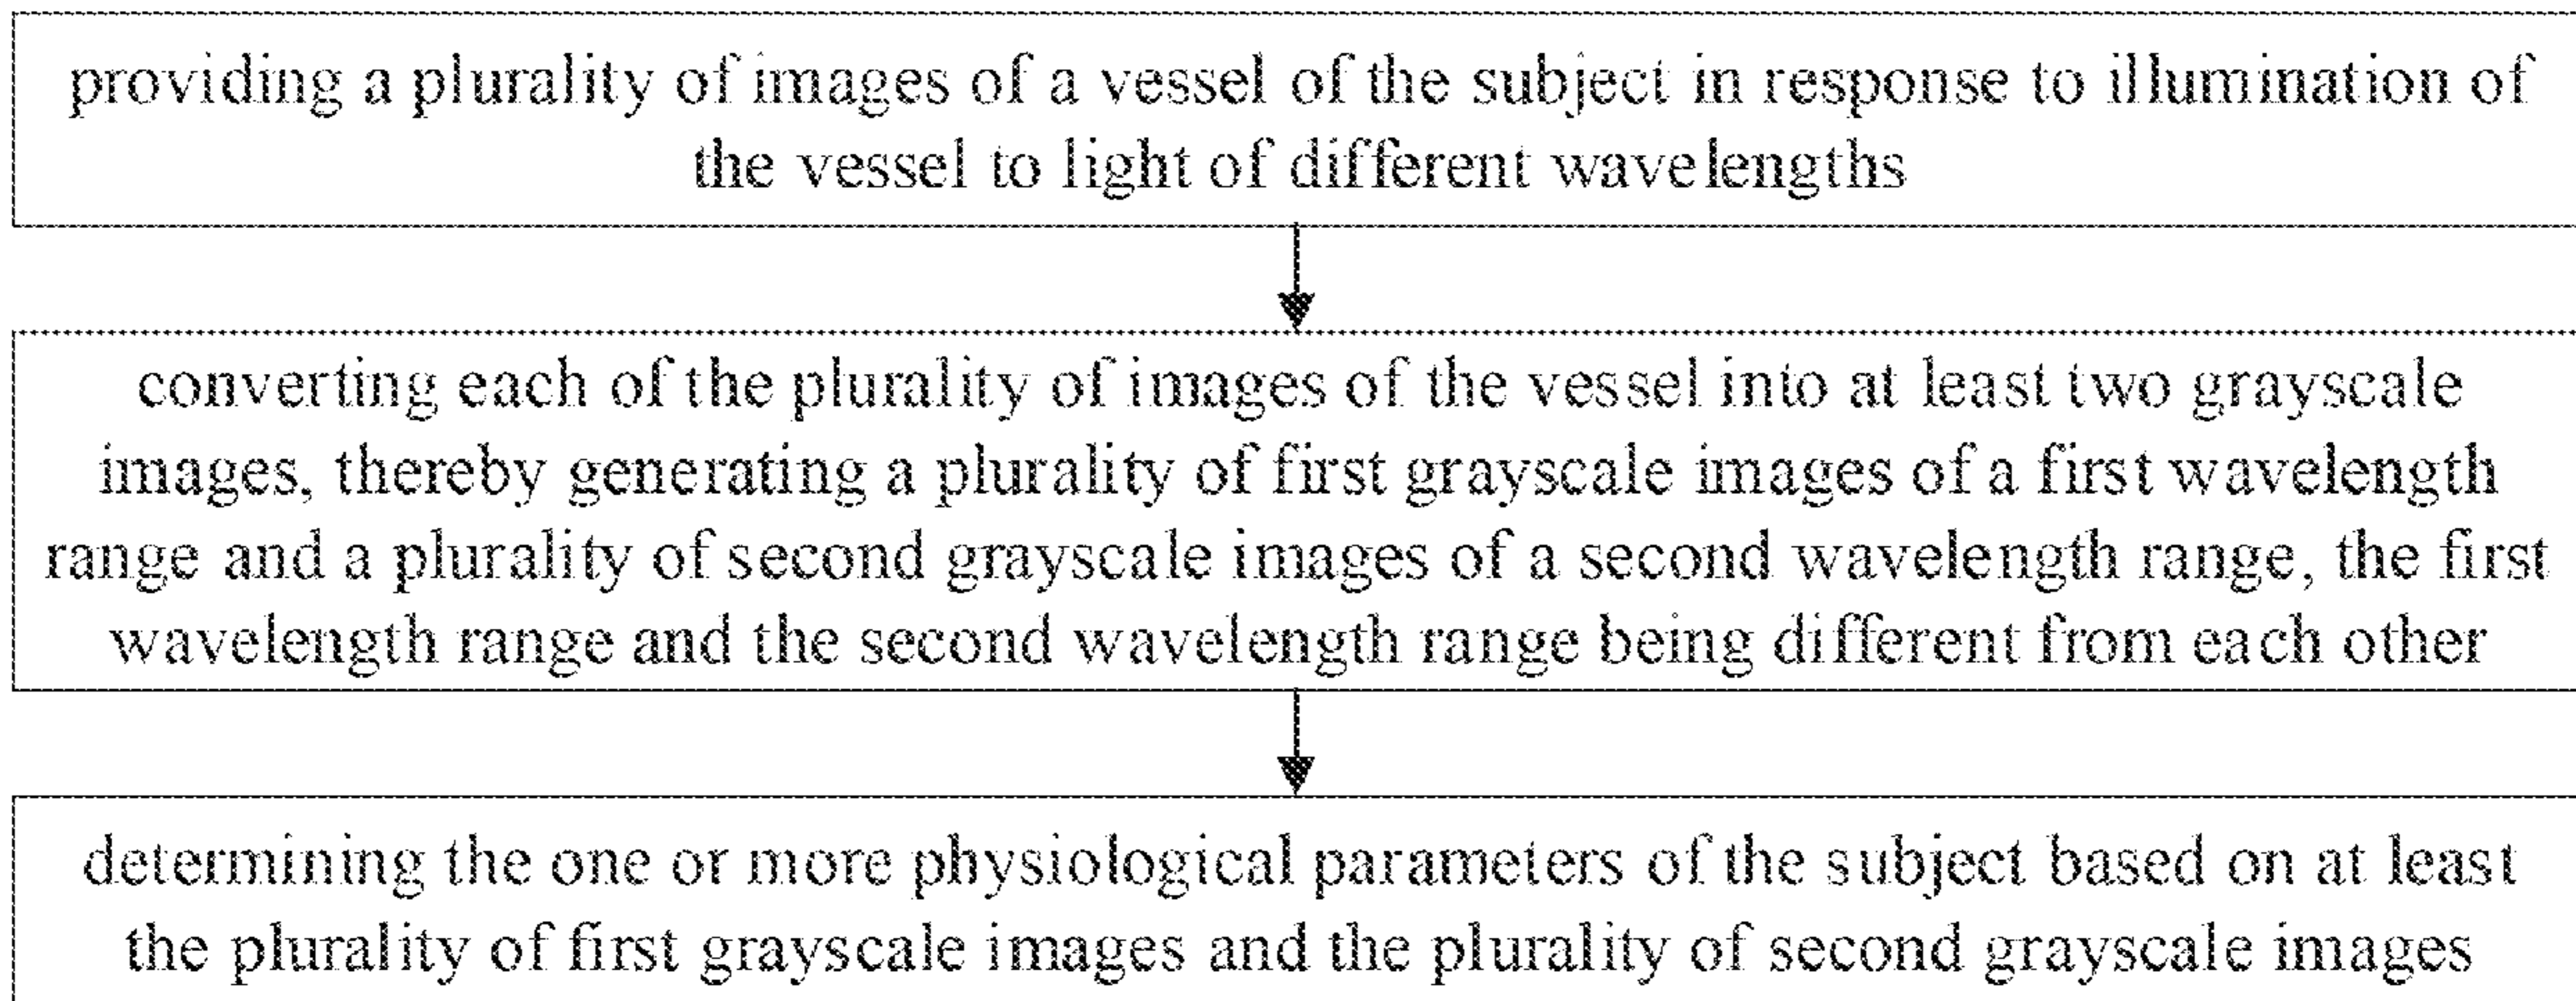 providing a plurality of images of a vessel of the subject in response to illumination of
the vessel to light of different wavelengths
converting each of the plurality of images of the vessel into at least two grayscale
images, thereby generating a plurality of first grayscale images of a first wavelength
range and a plurality of second grayscale images of a second wavelength range, the first
wavelength range and the second wavelength range being different from each other
determining the one or more physiological parameters of the subject based on at least
the plurality of first grayscale images and the plurality of second grayscale images